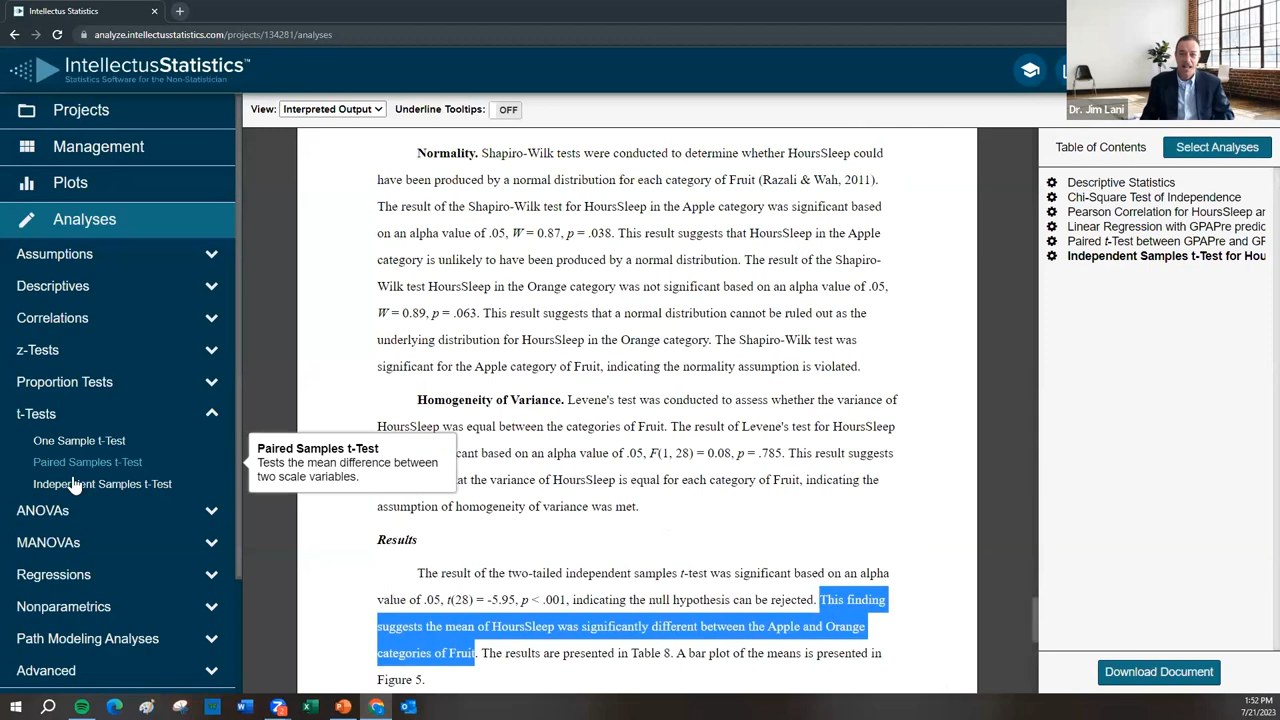 Intellectus Statistics
analyze.intellectusstatistics.com/projects/134281/analyses
IntellectusStatistics™
Statistics Software for the Non-Statistician
Dr. Jim Lani
Projects
Management
Plots
Analyses
Assumptions
Descriptives
Correlations
z-Tests
Proportion Tests
t-Tests
One Sample t-Test
Paired Samples t-Test
Independent Samples t-Test
ANOVAs
MANOVAs
Regressions
Nonparametrics
Path Modeling Analyses
Advanced
View: Interpreted Output Underline Tooltips: OFF
Normality. Shapiro-Wilk tests were conducted to determine whether HoursSleep could
have been produced by a normal distribution for each category of Fruit (Razali & Wah, 2011).
The result of the Shapiro-Wilk test for HoursSleep in the Apple category was significant based
on an alpha value of .05, W = 0.87, p = .038. This result suggests that HoursSleep in the Apple
category is unlikely to have been produced by a normal distribution. The result of the Shapiro-
Wilk test HoursSleep in the Orange category was not significant based on an alpha value of .05,
W = 0.89, p = .063. This result suggests that a normal distribution cannot be ruled out as the
underlying distribution for HoursSleep in the Orange category. The Shapiro-Wilk test was
significant for the Apple category of Fruit, indicating the normality assumption is violated.
Homogeneity of Variance. Levene's test was conducted to assess whether the variance of
HoursSleep was equal between the categories of Fruit. The result of Levene's test for HoursSleep
cant based on an alpha value of .05, F(1, 28) = 0.08, p = .785. This result suggests
at the variance of HoursSleep is equal for each category of Fruit, indicating the
assumption of homogeneity of variance was met.
Paired Samples t-Test
Tests the mean difference between
two scale variables.
Results
The result of the two-tailed independent samples t-test was significant based on an alpha
value of .05, t(28) = -5.95, p < .001, indicating the null hypothesis can be rejected. This finding
suggests the mean of HoursSleep was significantly different between the Apple and Orange
categories of Fruit. The results are presented in Table 8. A bar plot of the means is presented in
Figure 5.
Table of Contents
Select Analyses
Descriptive Statistics
Chi-Square Test of Independence
Pearson Correlation for HoursSleep ar
Linear Regression with GPAPre predic
Paired t-Test between GPAPre and GF
Independent Samples t-Test for Hou
Download Document
1:52 PM
7/21/2023